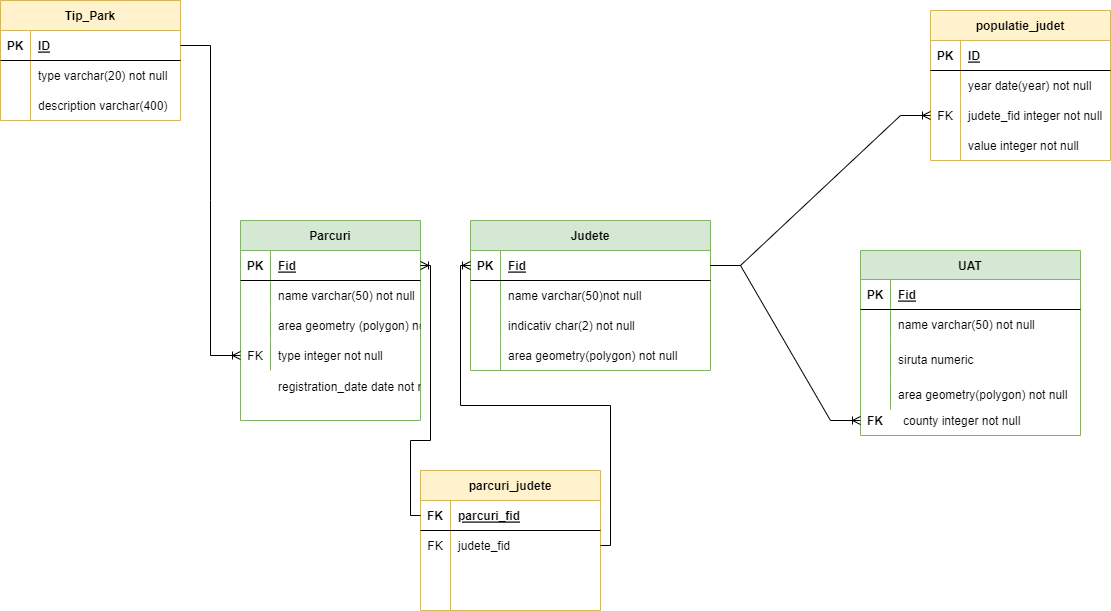 Tip_Park
PK ID
type varchar(20) not null
description varchar(400)
populatie_judet
PK ID
year date(year) not null
FK judete_fid integer not null
value integer not null
Parcuri
PK Fid
name varchar(50) not null
area geometry (polygon)
FK type integer not null
registration_date date not
Judete
PK Fid
name varchar(50)not null
indicativ char(2) not null
area geometry(polygon) not null
UAT
PK Fid
name varchar(50) not null
siruta numeric
area geometry(polygon) not null
FK county integer not null
parcuri_judete
FK parcuri_fid
FK judete_fid